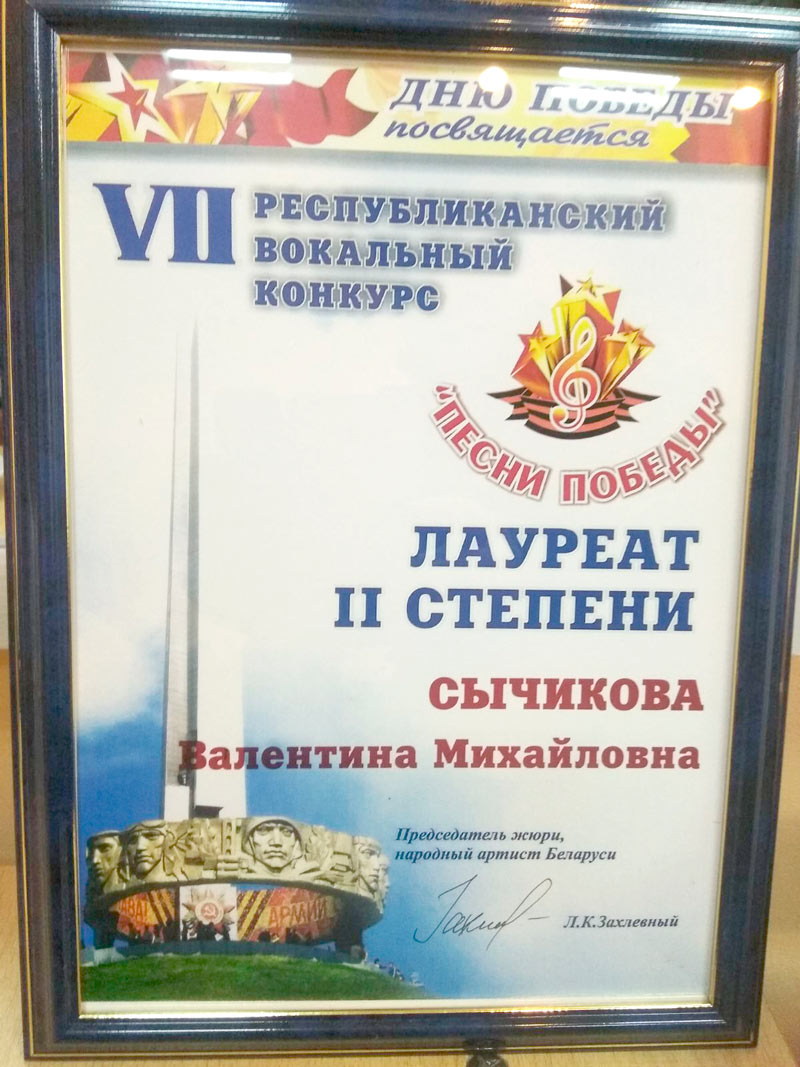 ДНЮ ПОБЕДЫ
посвящается
VII РЕСПУБЛИКАНСКИЙ
ВОКАЛЬНЫЙ
КОНКУРС
"ПЕСНИ ПОБЕДЫ"
ЛАУРЕАТ
II СТЕПЕНИ
СЫЧИКОВА
Валентина Михайловна
Председатель жюри,
народный артист Беларуси
Л.К.Захлевный
АРМИИ